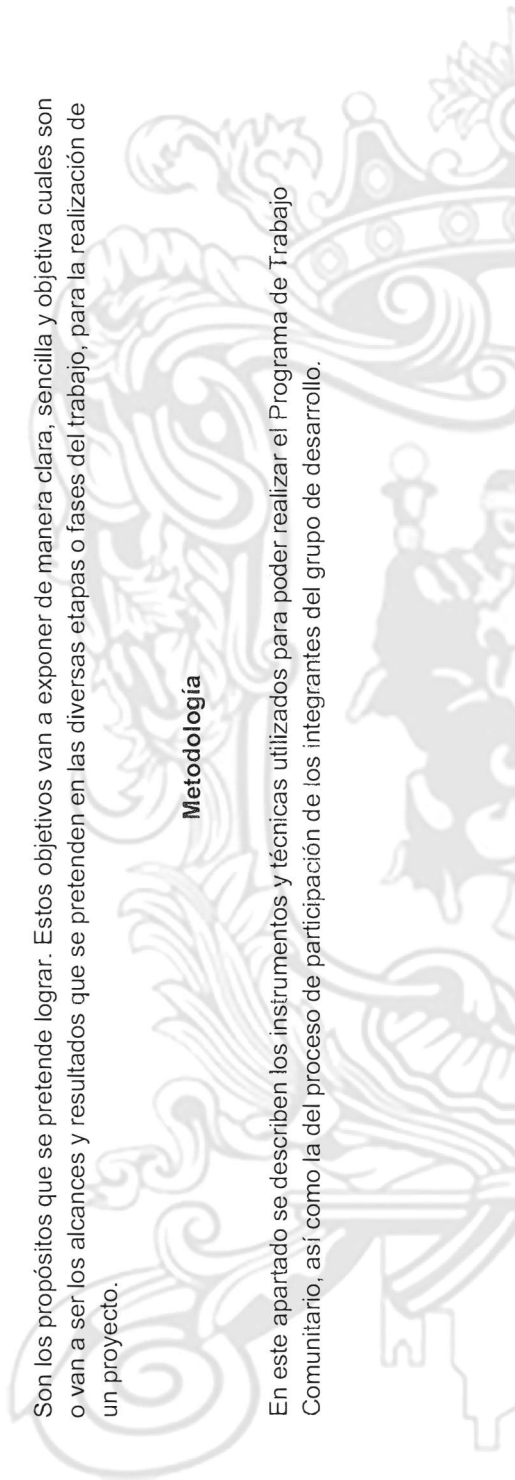 Son los propósitos que se pretende lograr. Estos objetivos van a exponer de manera clara, sencilla y objetiva cuales son
o van a ser los alcances y resultados que se pretenden en las diversas etapas o fases del trabajo, para la realización de
un proyecto.
Metodología
En este apartado se describen los instrumentos y técnicas utilizados para poder realizar el Programa de Trabajo
Comunitario, así como la del proceso de participación de los integrantes del grupo de desarrollo.